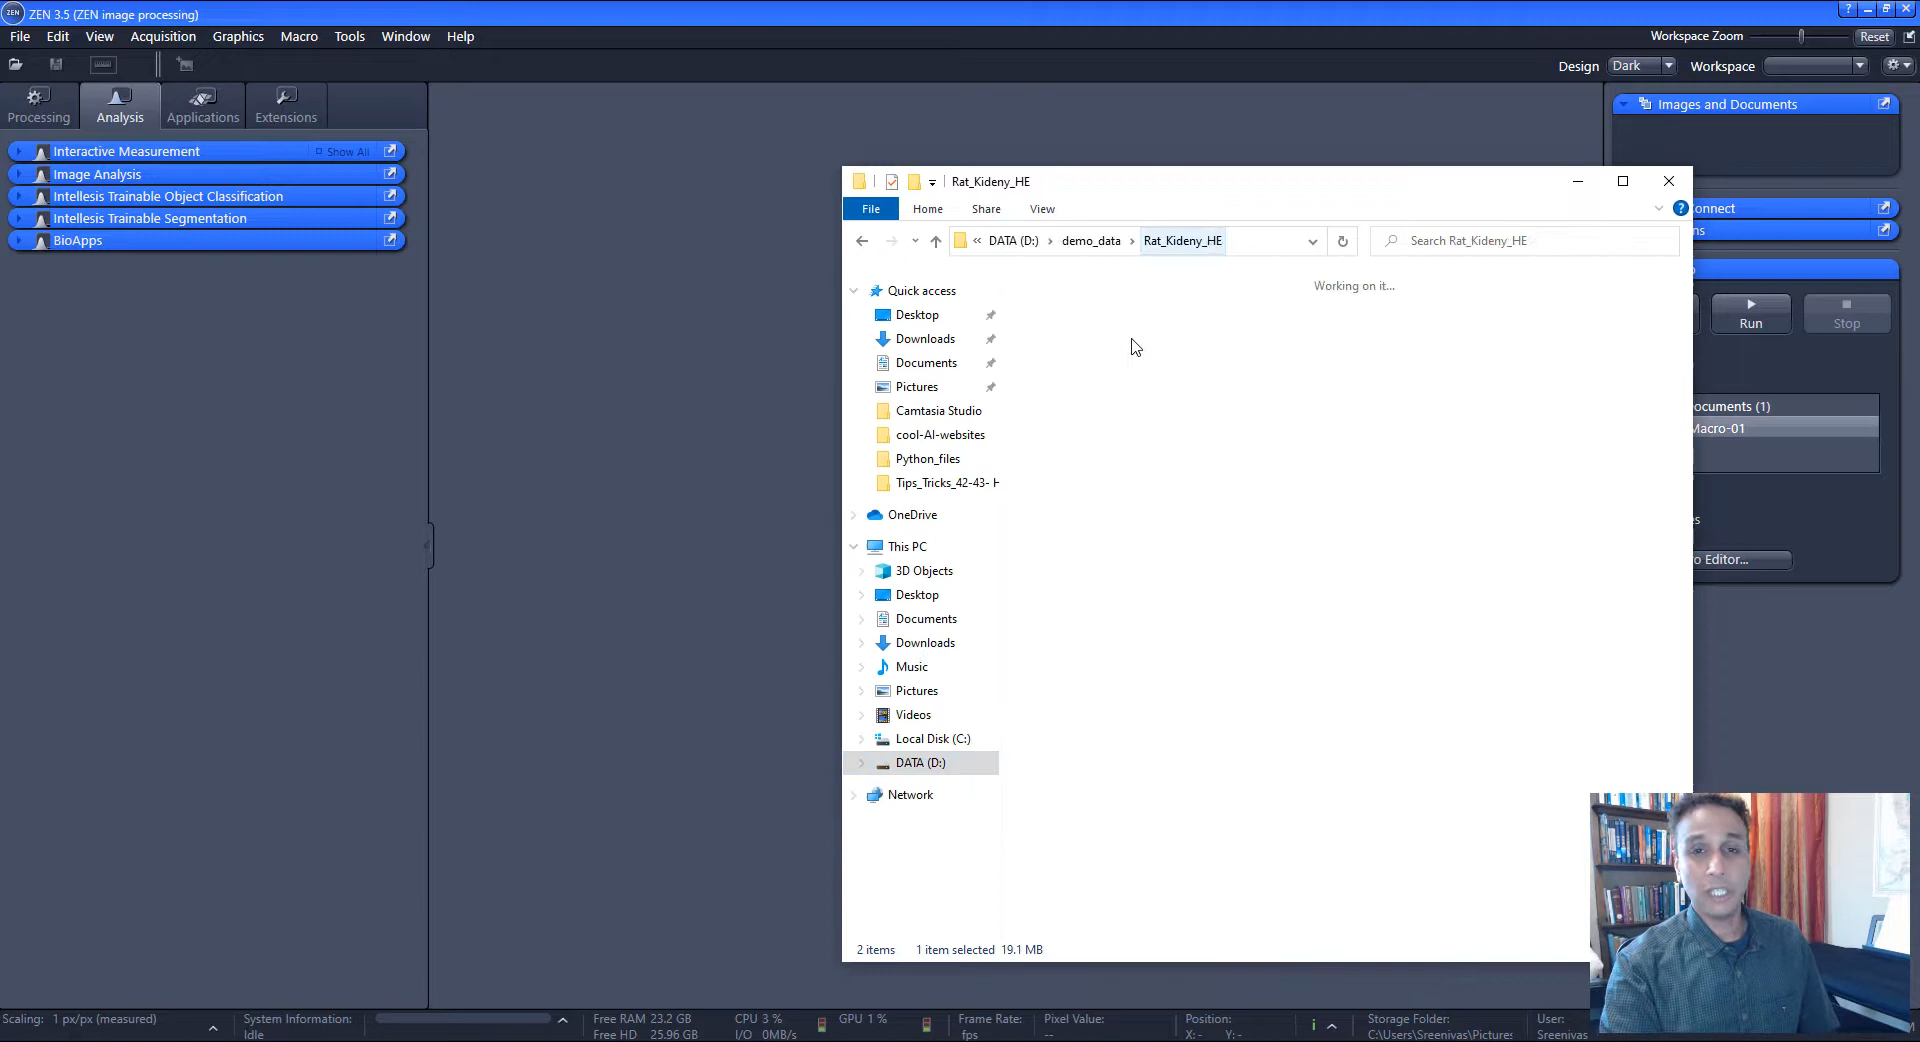 ZEN ZEN 3.5 (ZEN image processing)
File Edit View Acquisition Graphics Macro Tools Window Help
Workspace Zoom Reset
Design Dark Workspace
Processing Analysis Applications Extensions
Interactive Measurement Show All
Image Analysis
Intellesis Trainable Object Classification
Intellesis Trainable Segmentation
BioApps
Images and Documents
onnect
ns
Run Stop
ocuments (1)
Macro-01
es
o Editor...
Rat_Kideny_HE
File Home Share View
« DATA (D:) › demo_data › Rat_Kideny_HE
Search Rat_Kideny_HE
Working on it...
Quick access
Desktop
Downloads
Documents
Pictures
Camtasia Studio
cool-AI-websites
Python_files
Tips_Tricks_42-43- H
OneDrive
This PC
3D Objects
Desktop
Documents
Downloads
Music
Pictures
Videos
Local Disk (C:)
DATA (D:)
Network
2 items 1 item selected 19.1 MB
Scaling: 1 px/px (measured)
System Information:
Idle
Free RAM 23.2 GB
Free HD 25.96 GB
CPU 3 %
I/O 0MB/s
GPU 1 %
Frame Rate:
fps
Pixel Value:
--
Position:
X: - Y: -
Storage Folder:
C:\Users\Sreenivas\Pictures
User:
Sreenivas